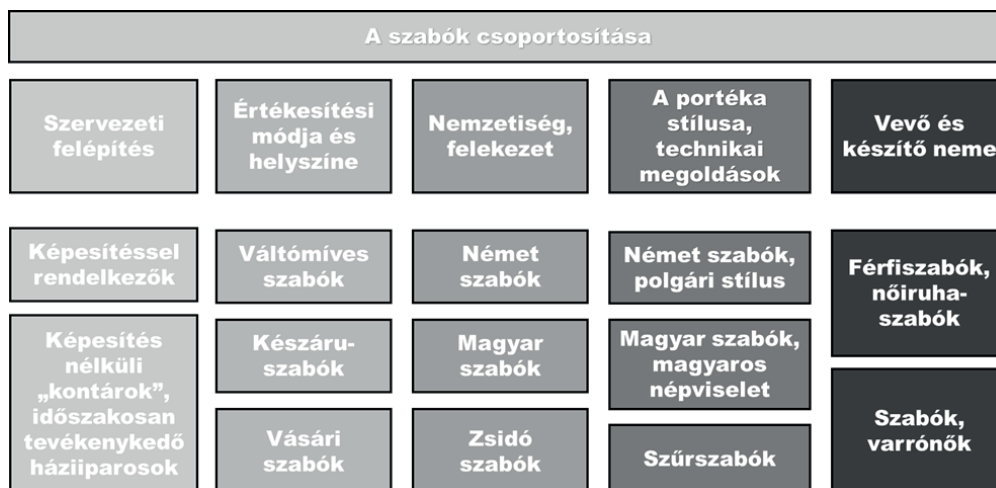 A szabók csoportosítása
Szervezeti
felépítés
Értékesítési
módja és
helyszíne
Nemzetiség,
felekezet
A portéka
stílusa,
technikai
megoldások
Vevő és
készítő neme
Képesítéssel
rendelkezők
Váltómíves
szabók
Német
szabók
Német szabók,
polgári stílus
Férfiszabók,
nőiruha-
szabók
Képesítés
nélküli
„kontárok”,
időszakosan
tevékenykedő
háziiparosok
Készáru-
szabók
Magyar
szabók
Magyar szabók,
magyaros
népviselet
Szabók,
varrónők
Vásári
szabók
Zsidó
szabók
Szűrszabók